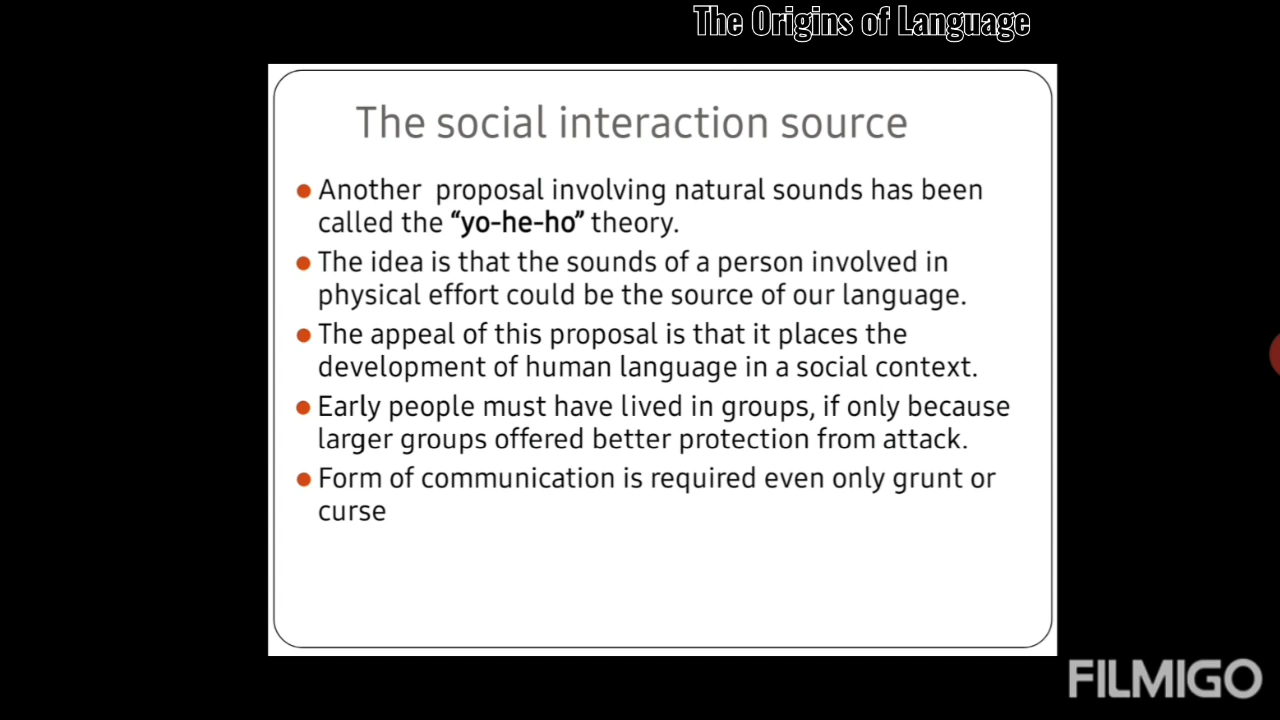 The Origins of Language
The social interaction source
Another proposal involving natural sounds has been
called the “yo-he-ho” theory.
The idea is that the sounds of a person involved in
physical effort could be the source of our language.
The appeal of this proposal is that it places the
development of human language in a social context.
Early people must have lived in groups, if only because
larger groups offered better protection from attack.
Form of communication is required even only grunt or
curse
FILMIGO